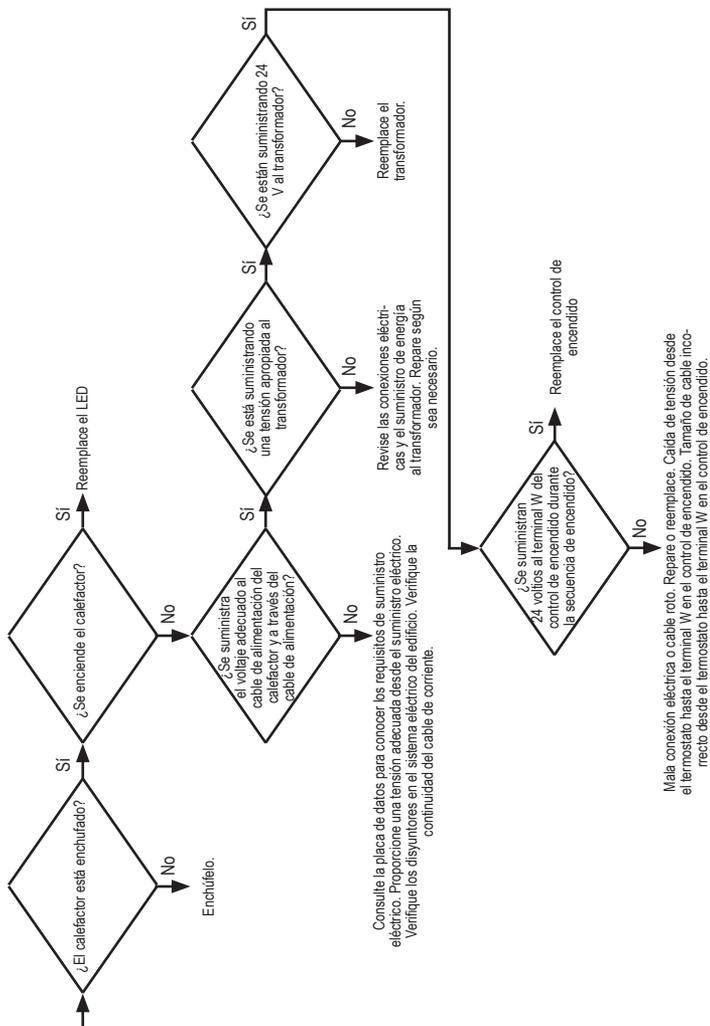 ¿El calefactor está enchufado?
Sí
No
Enchúfelo.
¿Se enciende el calefactor?
Sí
Reemplace el LED
No
¿Se suministra
el voltaje adecuado al
cable de alimentación del
calefactor y a través del
cable de alimentación?
Sí
No
Consulte la placa de datos para conocer los requisitos de suministro
eléctrico. Proporcione una tensión adecuada desde el suministro eléctrico.
Verifique los disyuntores en el sistema eléctrico del edificio. Verifique la
continuidad del cable de corriente.
¿Se está suministrando
una tensión apropiada al
transformador?
Sí
No
Revise las conexiones eléctri-
cas y el suministro de energía
al transformador. Repare según
sea necesario.
¿Se están suministrando 24
V al transformador?
Sí
No
Reemplace el
transformador.
¿Se suministran
24 voltios al terminal W del
control de encendido durante
la secuencia de encendido?
Sí
Reemplace el control de
encendido
No
Mala conexión eléctrica o cable roto. Repare o reemplace. Caída de tensión desde
el termostato hasta el terminal W en el control de encendido. Tamaño de cable inco-
rrecto desde el termostato hasta el terminal W en el control de encendido.